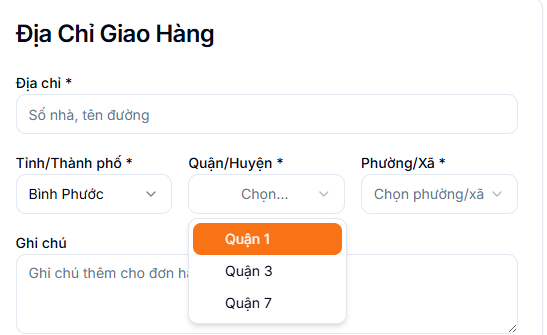 Địa Chỉ Giao Hàng
Địa chỉ *
Số nhà, tên đường
Tỉnh/Thành phố * Quận/Huyện * Phường/Xã *
Bình Phước Chọn... Chọn phường/xã
Quận 1
Ghi chú
Quận 3
Ghi chú thêm cho đơn
Quận 7